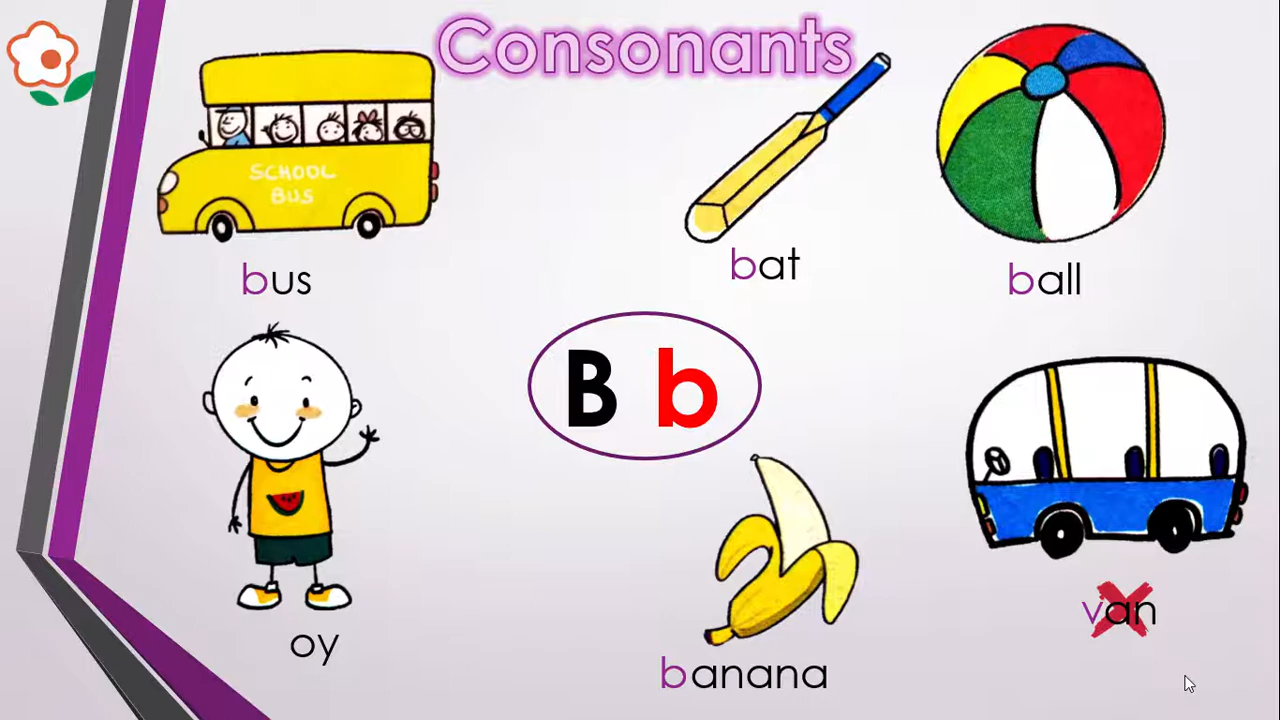 Consonants
SCHOOL
BUS
bus
bat
ball
B b
oy
banana
van